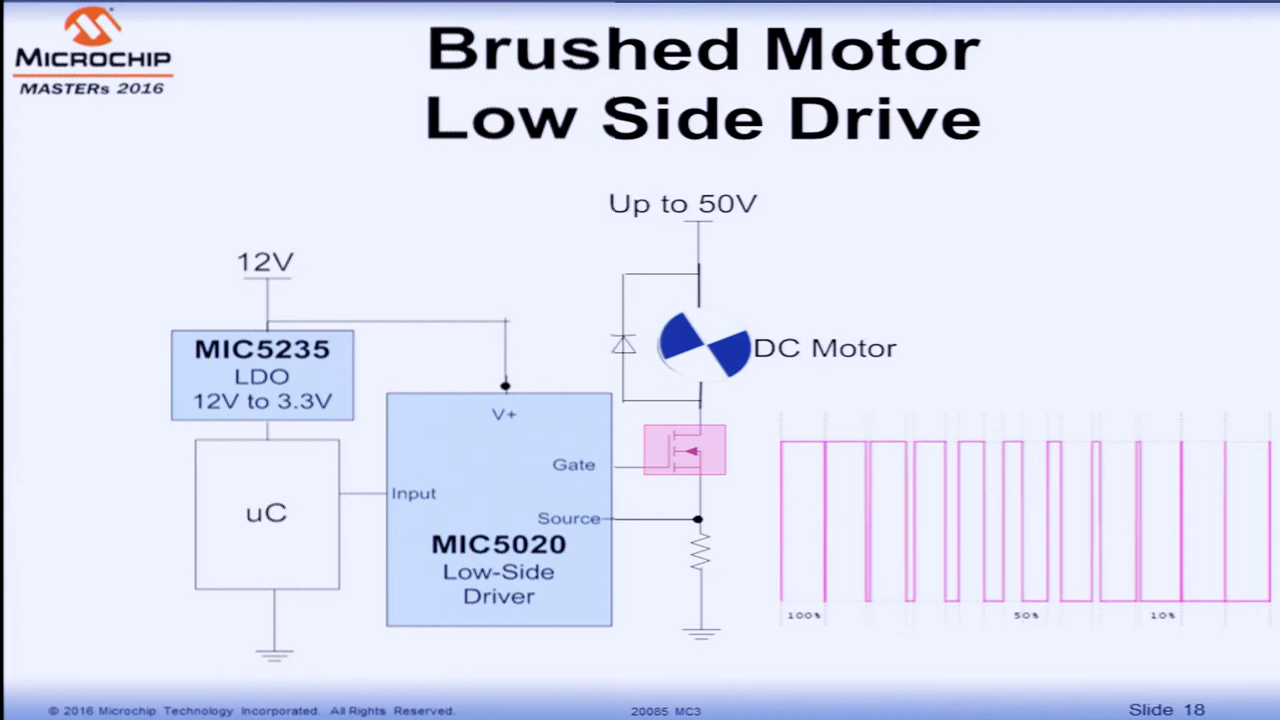 MICROCHIP
MASTERs 2016
Brushed Motor
Low Side Drive
Up to 50V
12V
MIC5235
LDO
12V to 3.3V
DC Motor
V+
Gate
uC
Input
Source
MIC5020
Low-Side
Driver
100%
50%
10%
© 2016 Microchip Technology Incorporated. All Rights Reserved.
20085 MC3
Slide 18